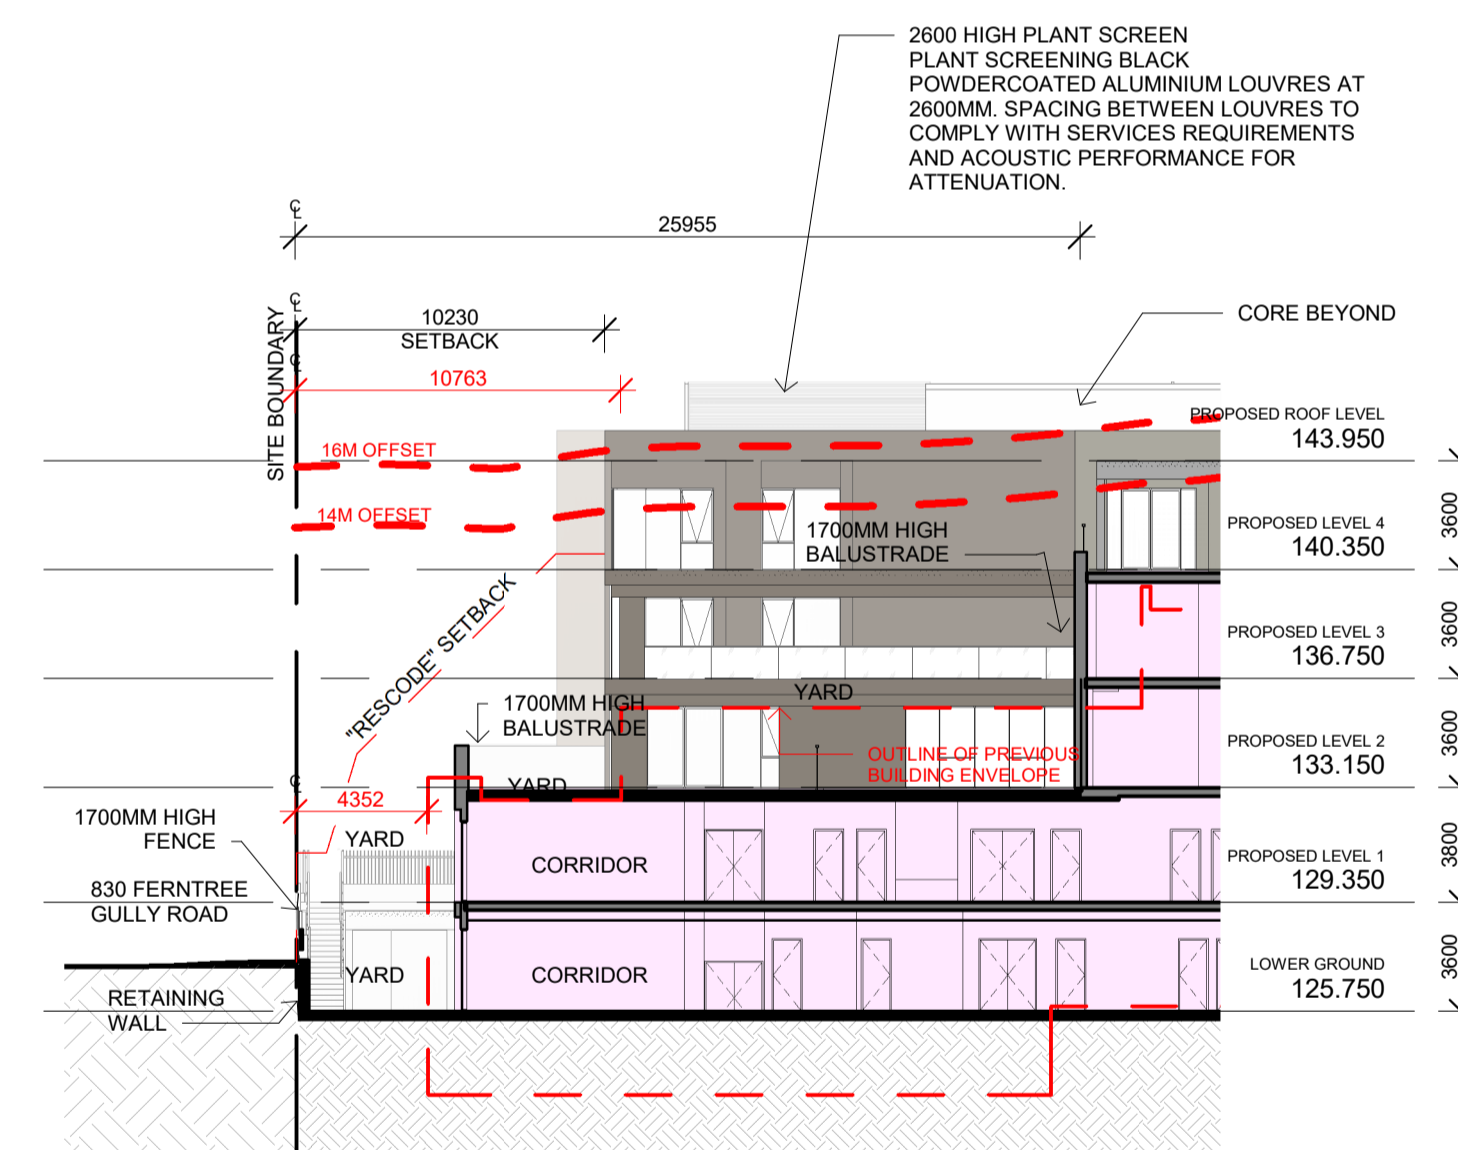 2600 HIGH PLANT SCREEN
PLANT SCREENING BLACK
POWDERCOATED ALUMINIUM LOUVRES AT
2600MM. SPACING BETWEEN LOUVRES TO
COMPLY WITH SERVICES REQUIREMENTS
AND ACOUSTIC PERFORMANCE FOR
ATTENUATION.
℄
25955
℄
10230
SETBACK
CORE BEYOND
℄
10763
SITE BOUNDARY
PROPOSED ROOF LEVEL
143.950
16M OFFSET
14M OFFSET
3600
PROPOSED LEVEL 4
140.350
1700MM HIGH
BALUSTRADE
"RESCODE" SETBACK
3600
PROPOSED LEVEL 3
136.750
YARD
1700MM HIGH
BALUSTRADE
3600
PROPOSED LEVEL 2
133.150
OUTLINE OF PREVIOUS
BUILDING ENVELOPE
YARD
℄
4352
1700MM HIGH
FENCE
YARD
3800
PROPOSED LEVEL 1
129.350
CORRIDOR
830 FERNTREE
GULLY ROAD
3600
LOWER GROUND
125.750
YARD
CORRIDOR
RETAINING
WALL